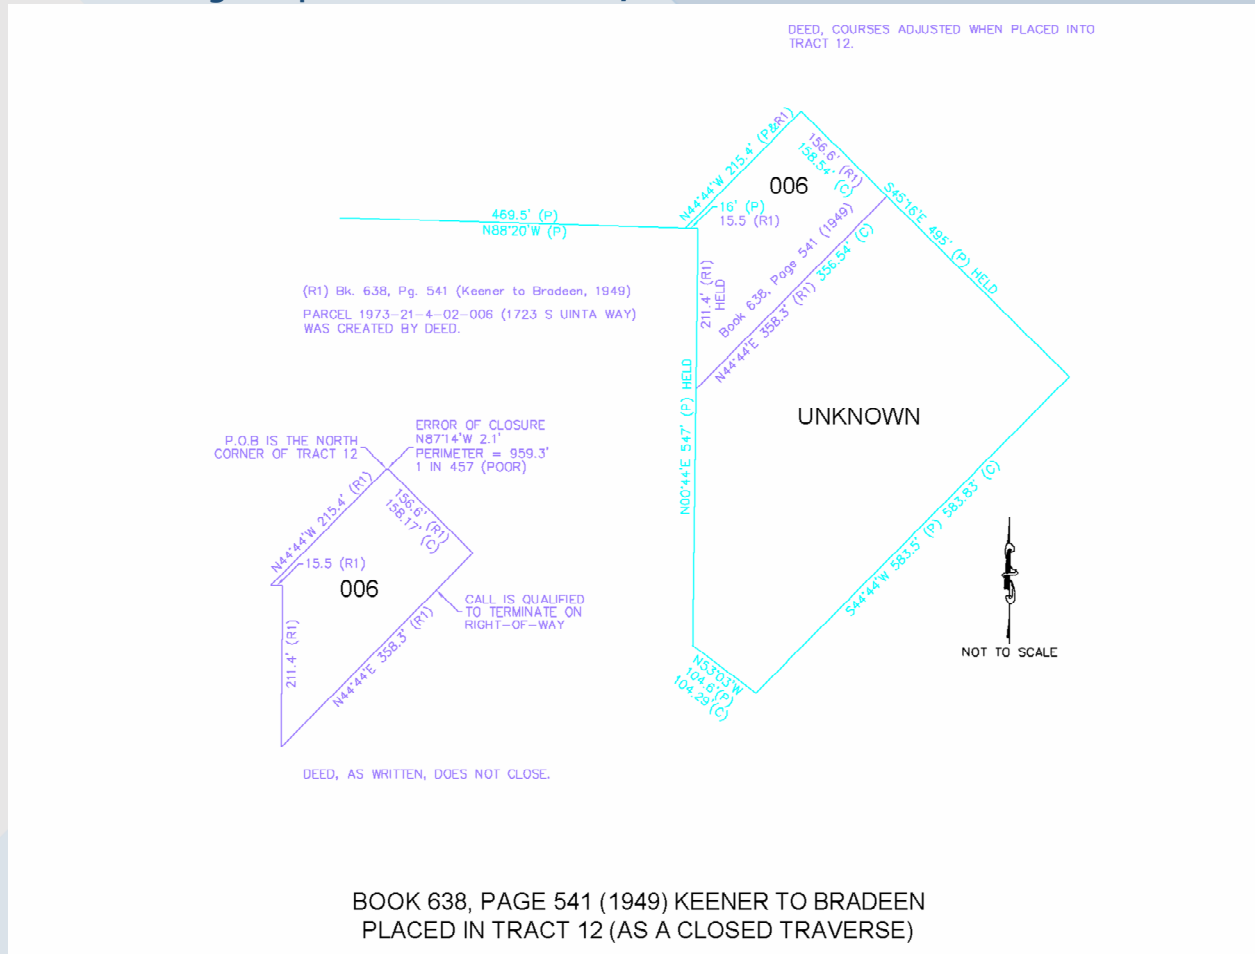 DEED, COURSES ADJUSTED WHEN PLACED INTO
TRACT 12.
N44°44'W 215.4' (P&R1)
156.6' (R1)
158.54' (C)
006
16' (P)
15.5 (R1)
S45°16'E 495' (P) HELD
469.5' (P)
N88°20'W (P)
211.4' (R1)
HELD
Book 638, Page 541 (1949)
N44°44'E 358.3' (R1) 356.54' (C)
(R1) Bk. 638, Pg. 541 (Keener to Bradeen, 1949)
PARCEL 1973-21-4-02-006 (1723 S UINTA WAY)
WAS CREATED BY DEED.
N00°44'E 547' (P) HELD
UNKNOWN
P.O.B IS THE NORTH
CORNER OF TRACT 12
ERROR OF CLOSURE
N87°14'W 2.1'
PERIMETER = 959.3'
1 IN 457 (POOR)
N44°44'W 215.4' (R1)
156.6' (R1)
158.17' (C)
15.5 (R1)
006
CALL IS QUALIFIED
TO TERMINATE ON
RIGHT-OF-WAY
211.4' (R1)
N44°44'E 358.3' (R1)
S44°44'W 583.5' (P) 583.83' (C)
N53°03'W
104.6'(P)
104.29'(C)
NOT TO SCALE
DEED, AS WRITTEN, DOES NOT CLOSE.
BOOK 638, PAGE 541 (1949) KEENER TO BRADEEN
PLACED IN TRACT 12 (AS A CLOSED TRAVERSE)